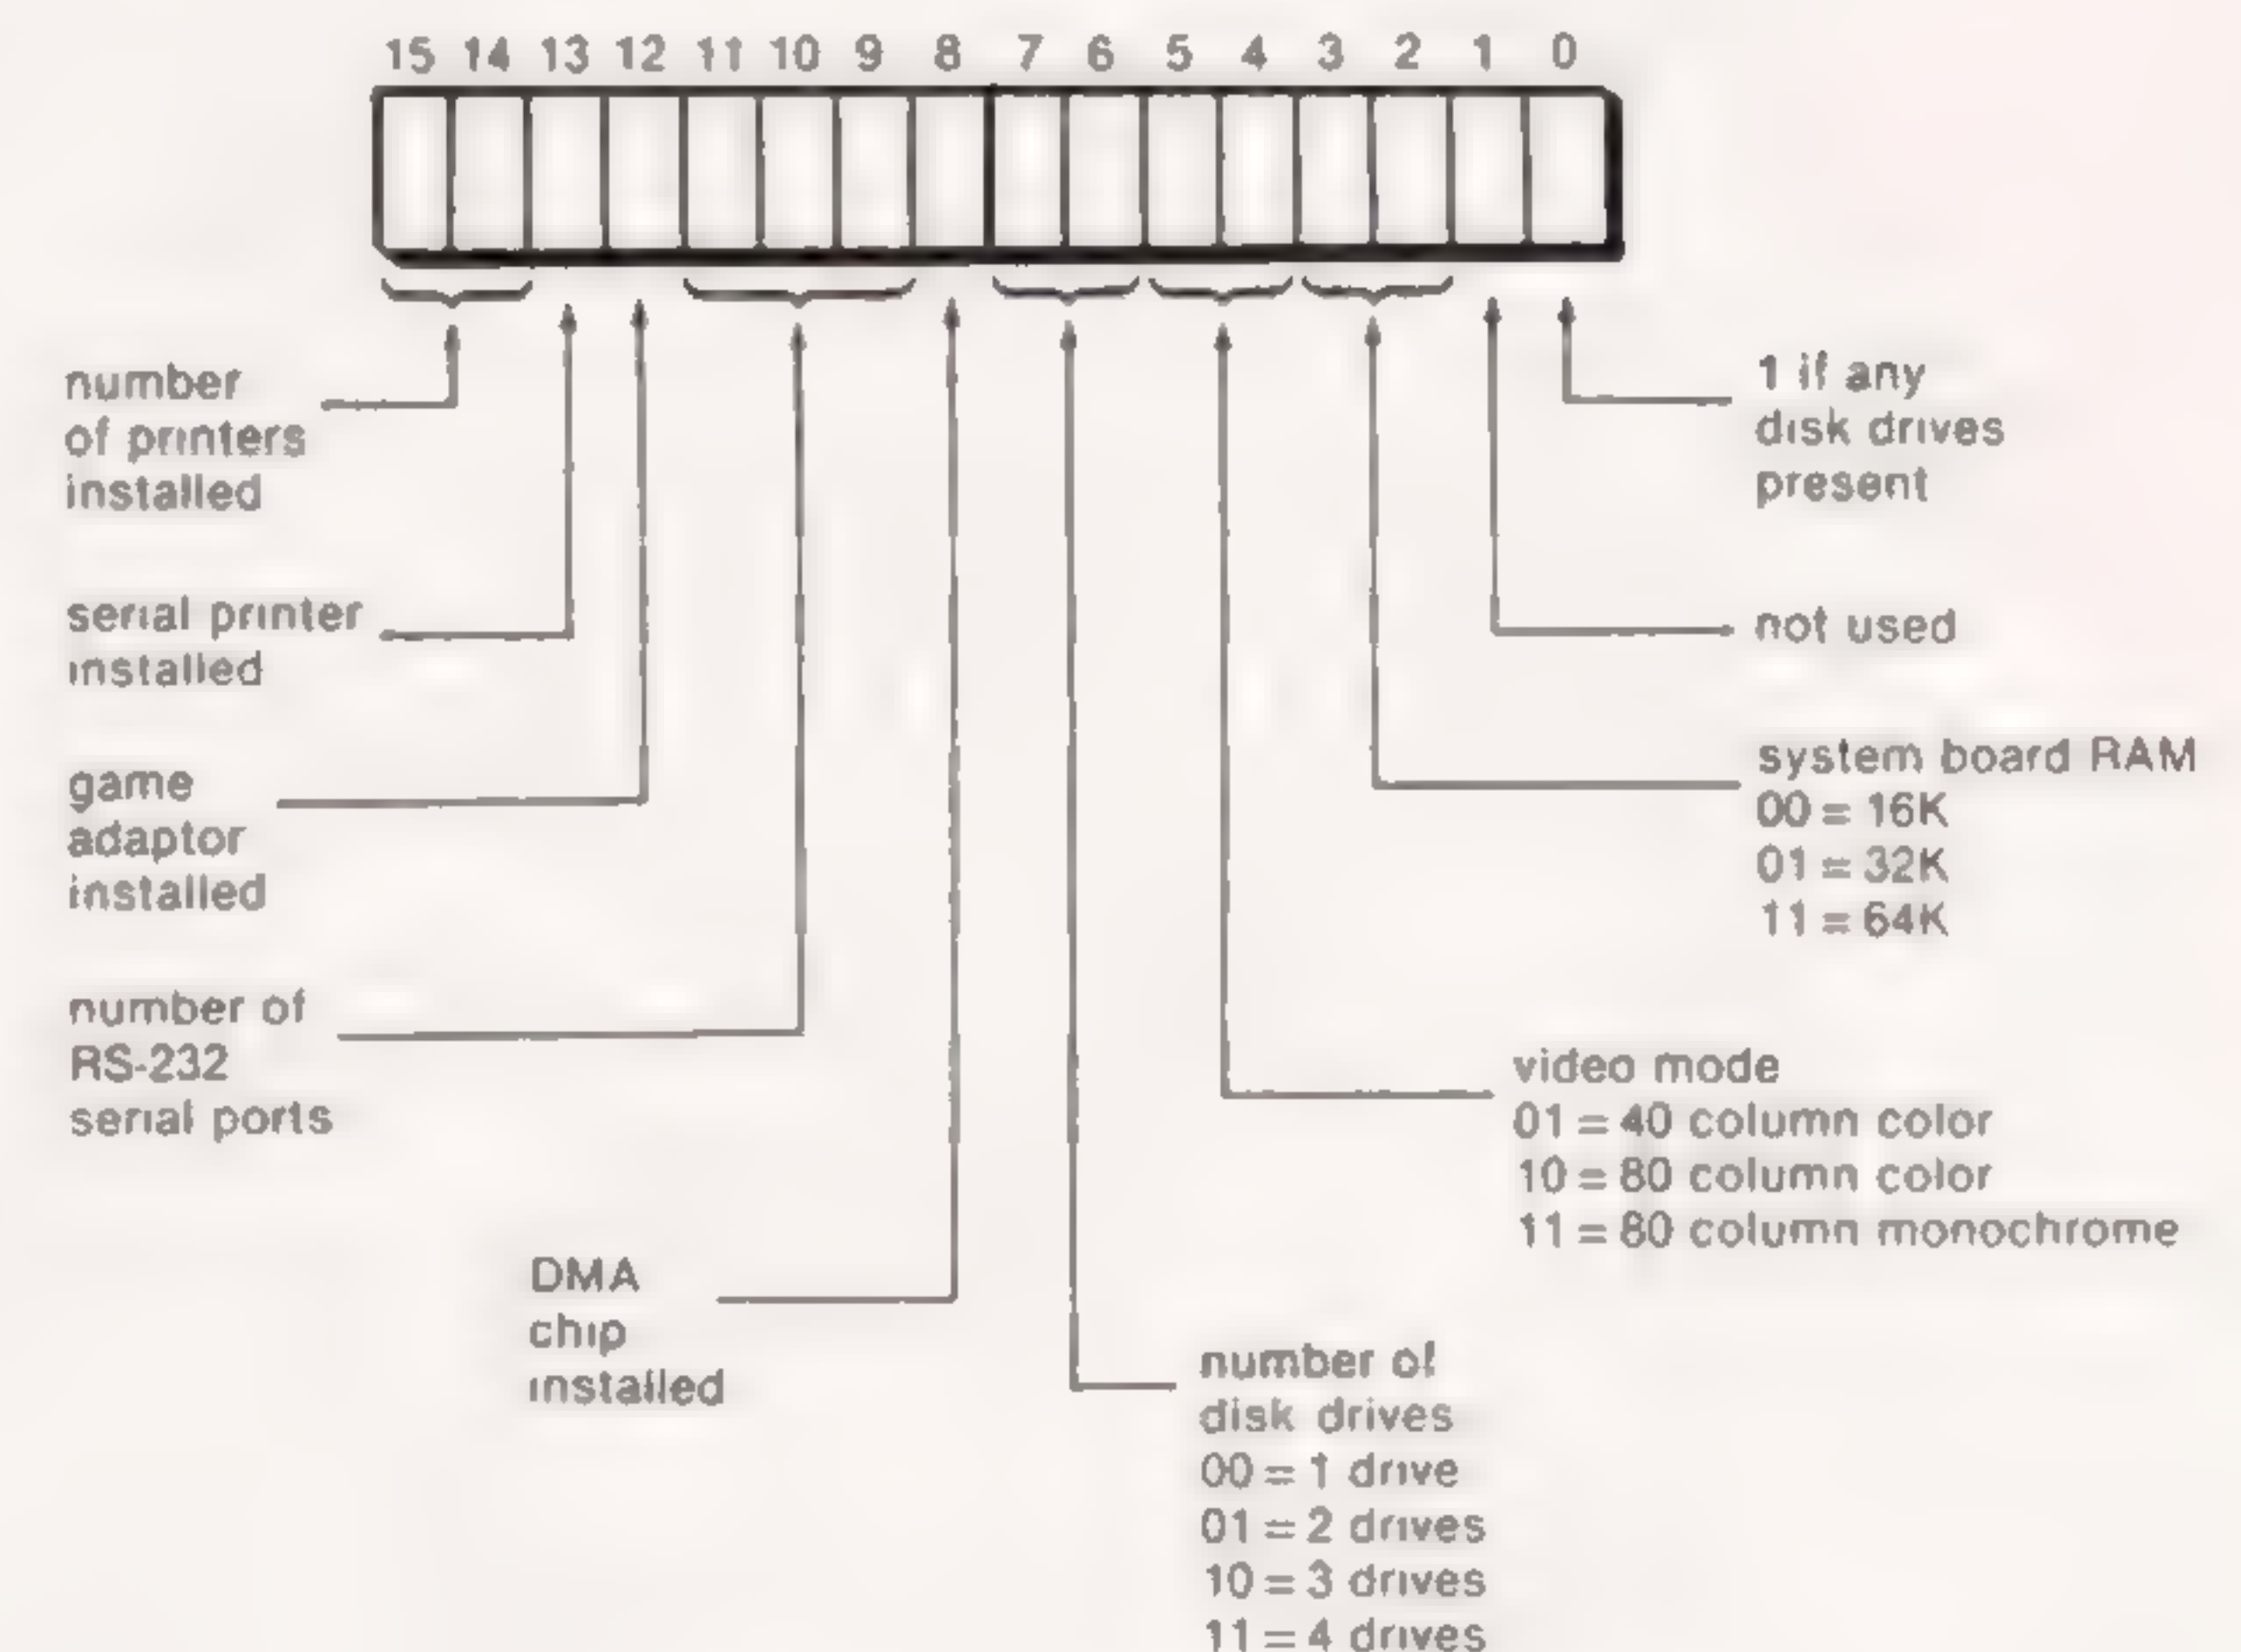 15 14 13 12 11 10 9 8 7 6 5 4 3 2 1 0
number
of printers
installed
serial printer
installed
game
adaptor
installed
number of
RS-232
serial ports
DMA
chip
installed
number of
disk drives
00 = 1 drive
01 = 2 drives
10 = 3 drives
11 = 4 drives
video mode
01 = 40 column color
10 = 80 column color
11 = 80 column monochrome
system board RAM
00 = 16K
01 = 32K
11 = 64K
not used
1 if any
disk drives
present